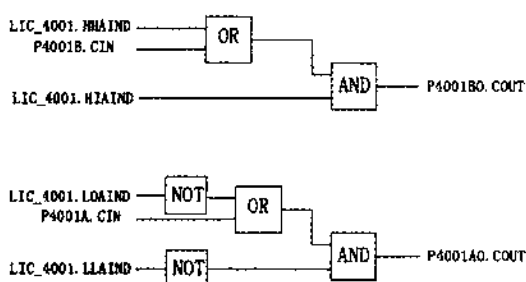 LIC_4001.HHAIND
P4001B.CIN
OR
LIC_4001.HIAIND
AND
P4001BO.COUT
LIC_4001.LOAIND
NOT
P4001A.CIN
OR
LIC_4001.LLAIND
NOT
AND
P4001AO.COUT